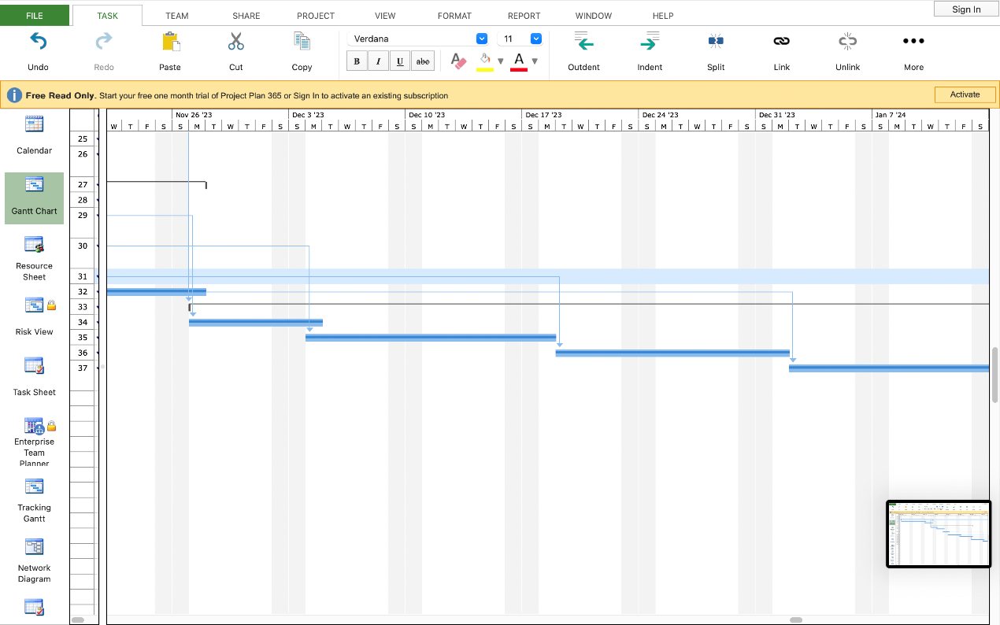 FILE TASK TEAM SHARE PROJECT VIEW FORMAT REPORT WINDOW HELP Sign In
Verdana 11
B I U abc A A
Undo Redo Paste Cut Copy Outdent Indent Split Link Unlink More
Free Read Only. Start your free one month trial of Project Plan 365 or Sign In to activate an existing subscription Activate
Nov 26 '23 Dec 3 '23 Dec 10 '23 Dec 17 '23 Dec 24 '23 Dec 31 '23 Jan 7 '24
W T F S S M T W T F S S M T W T F S S M T W T F S S M T W T F S S M T W T F S S M T W T F S S M T W T F S
Calendar
Gantt Chart
Resource
Sheet
Risk View
Task Sheet
Enterprise
Team
Planner
Tracking
Gantt
Network
Diagram
25
26
27
28
29
30
31
32
33
34
35
36
37